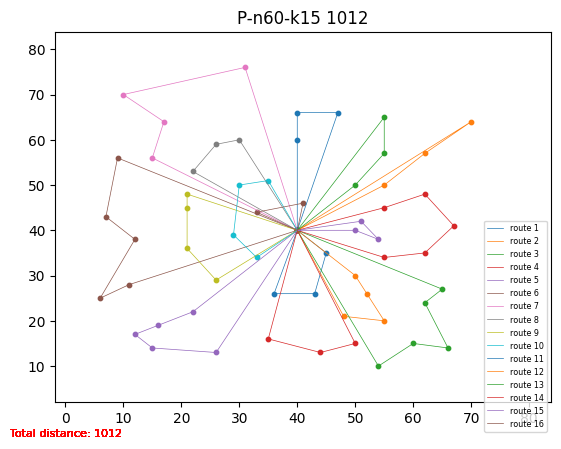 P-n60-k15 1012
80
70
60
50
40
30
20
10
0 10 20 30 40 50 60 70
route 1
route 2
route 3
route 4
route 5
route 6
route 7
route 8
route 9
route 10
route 11
route 12
route 13
route 14
route 15
route 16
Total distance: 1012